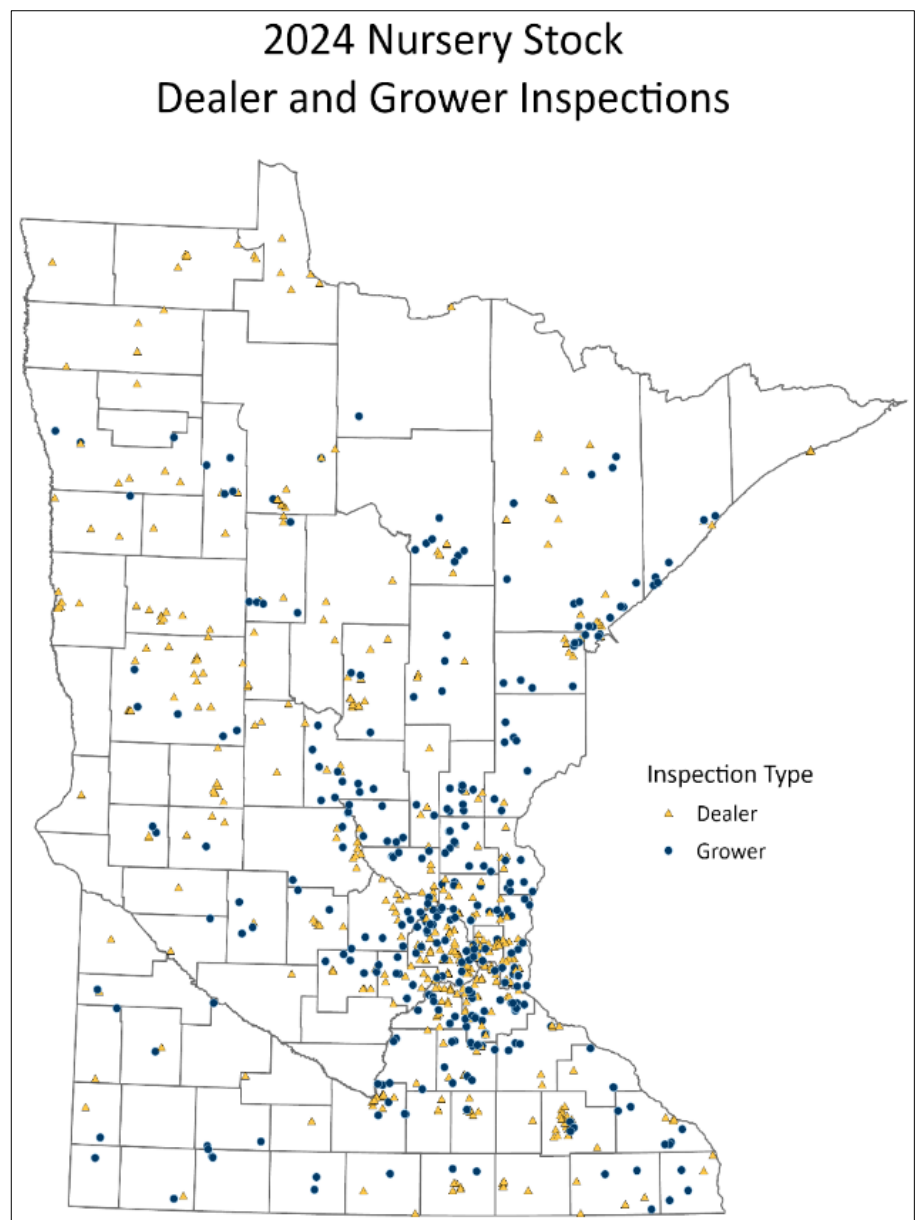 2024 Nursery Stock
Dealer and Grower Inspections
Inspection Type
Dealer
Grower